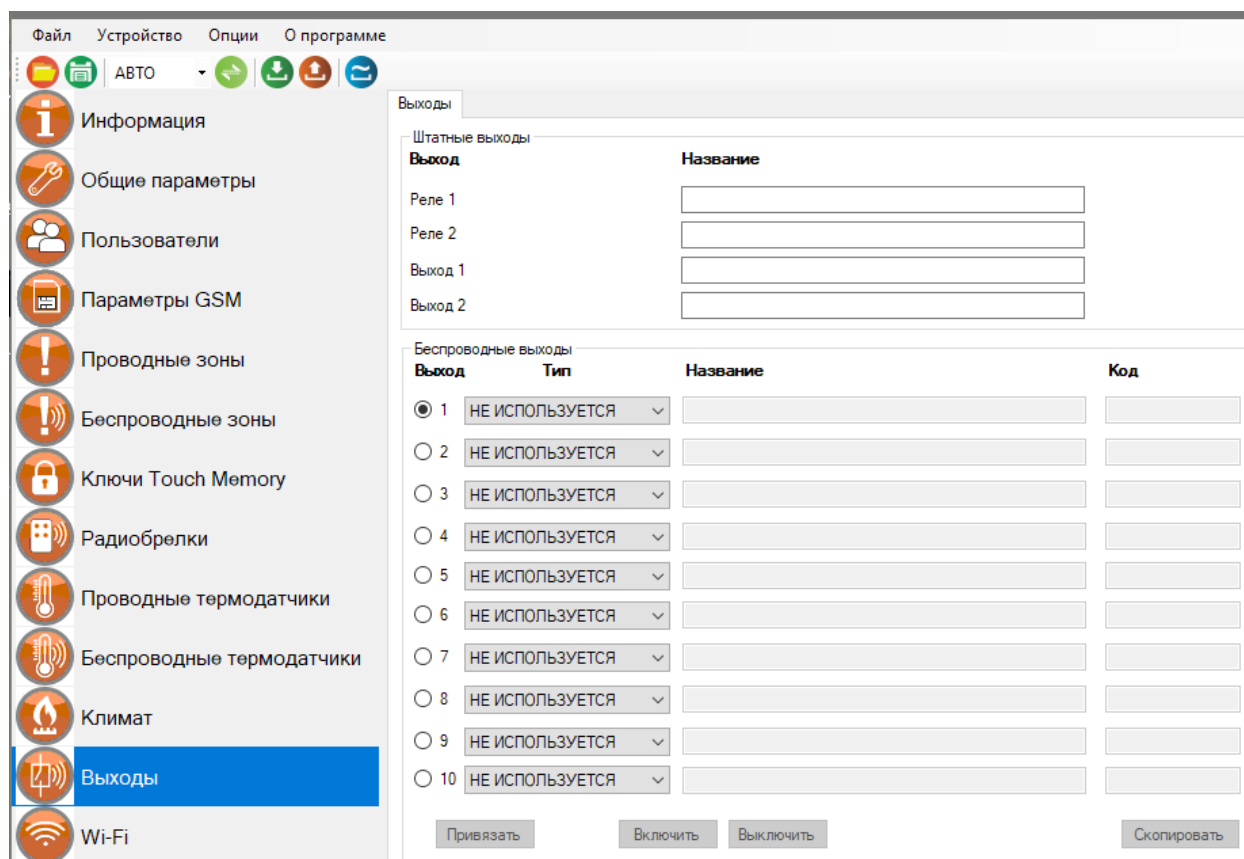 Файл Устройство Опции О программе
АВТО
Информация
Общие параметры
Пользователи
Параметры GSM
Проводные зоны
Беспроводные зоны
Ключи Touch Memory
Радиобрелки
Проводные термодатчики
Беспроводные термодатчики
Климат
Выходы
Wi-Fi
Выходы
Штатные выходы
Выход Название
Реле 1
Реле 2
Выход 1
Выход 2
Беспроводные выходы
Выход Тип Название Код
1 НЕ ИСПОЛЬЗУЕТСЯ
2 НЕ ИСПОЛЬЗУЕТСЯ
3 НЕ ИСПОЛЬЗУЕТСЯ
4 НЕ ИСПОЛЬЗУЕТСЯ
5 НЕ ИСПОЛЬЗУЕТСЯ
6 НЕ ИСПОЛЬЗУЕТСЯ
7 НЕ ИСПОЛЬЗУЕТСЯ
8 НЕ ИСПОЛЬЗУЕТСЯ
9 НЕ ИСПОЛЬЗУЕТСЯ
10 НЕ ИСПОЛЬЗУЕТСЯ
Привязать Включить Выключить Скопировать